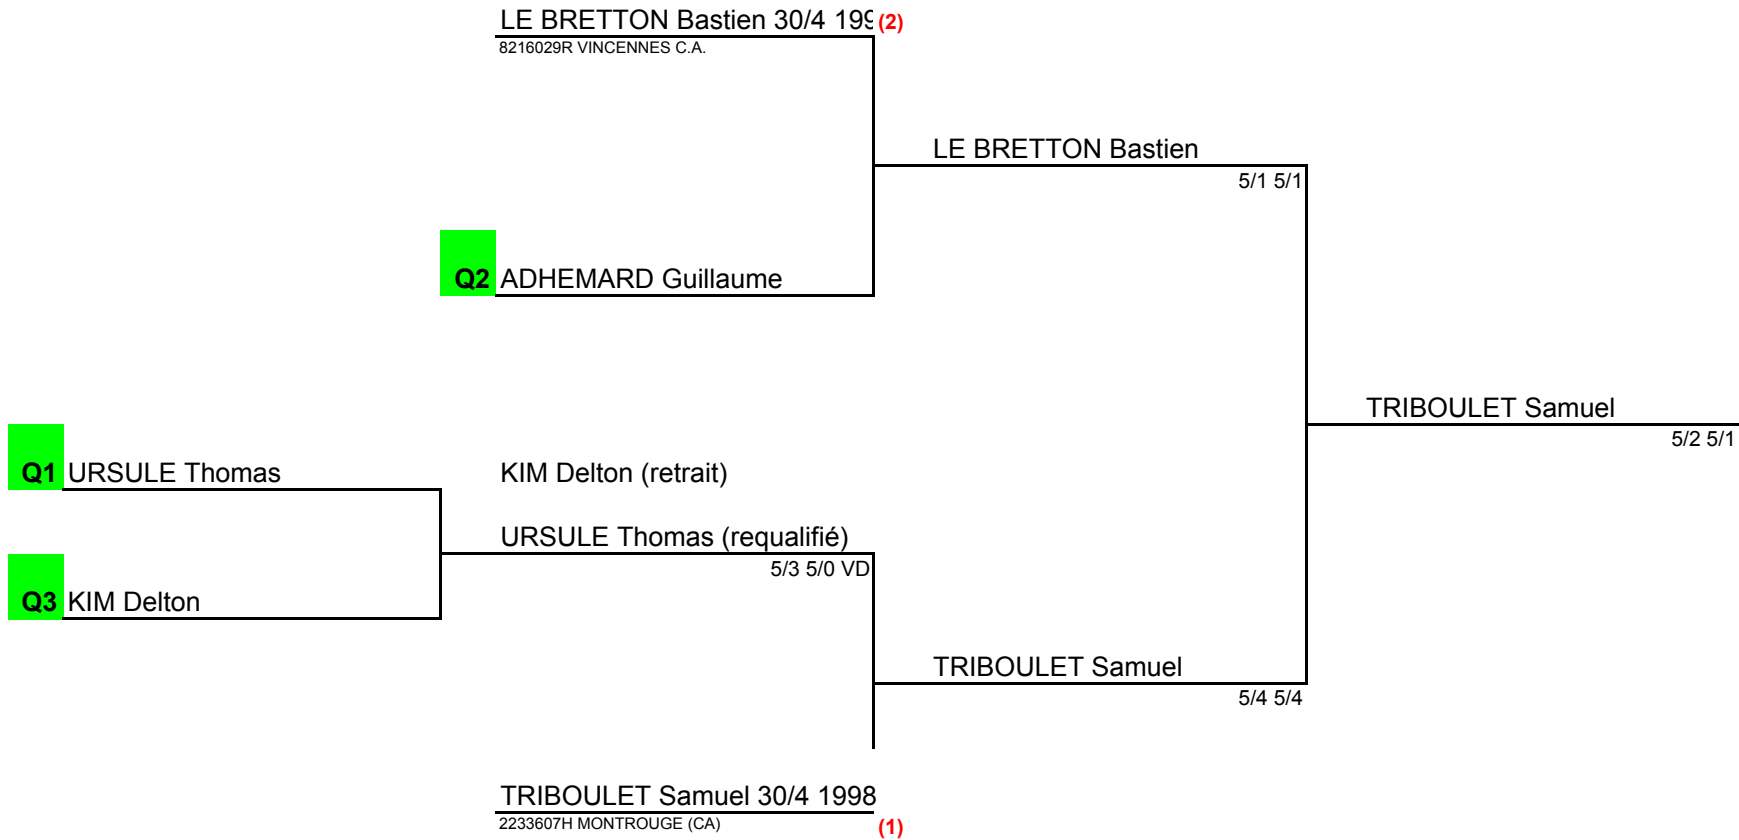 LE BRETTON Bastien 30/4 199 (2)
8216029R VINCENNES C.A.
LE BRETTON Bastien
5/1 5/1
Q2 ADHEMARD Guillaume
TRIBOULET Samuel
5/2 5/1
Q1 URSULE Thomas
KIM Delton (retrait)
URSULE Thomas (requalifié)
5/3 5/0 VD
Q3 KIM Delton
TRIBOULET Samuel
5/4 5/4
TRIBOULET Samuel 30/4 1998
2233607H MONTROUGE (CA)
(1)